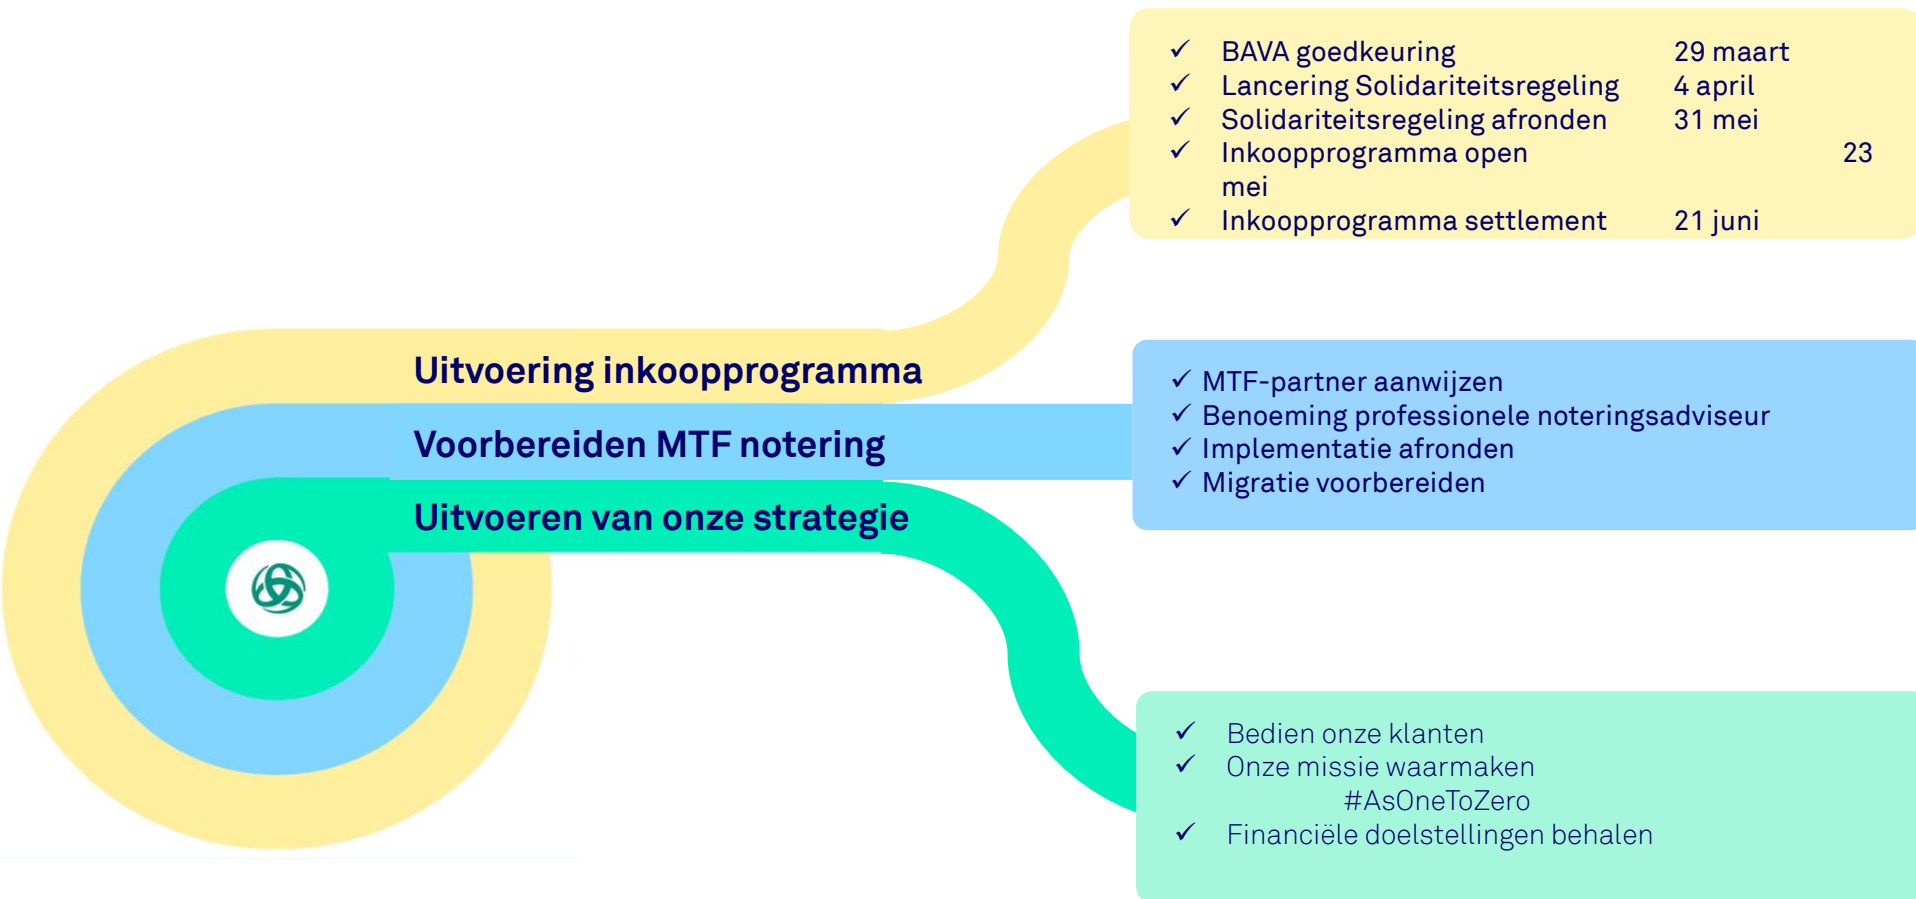 ✓ BAVA goedkeuring 29 maart
✓ Lancering Solidariteitsregeling 4 april
✓ Solidariteitsregeling afronden 31 mei
✓ Inkoopprogramma open 23
mei
✓ Inkoopprogramma settlement 21 juni
Uitvoering inkoopprogramma
Voorbereiden MTF notering
Uitvoeren van onze strategie
✓ MTF-partner aanwijzen
✓ Benoeming professionele noteringsadviseur
✓ Implementatie afronden
✓ Migratie voorbereiden
✓ Bedien onze klanten
✓ Onze missie waarmaken
#AsOneToZero
✓ Financiële doelstellingen behalen